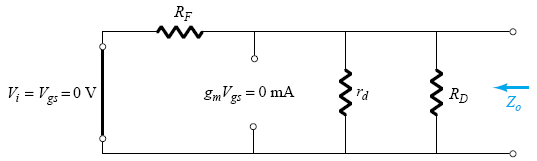 R_F
V_i = V_gs = 0 V
g_m V_gs = 0 mA
r_d
R_D
Z_o